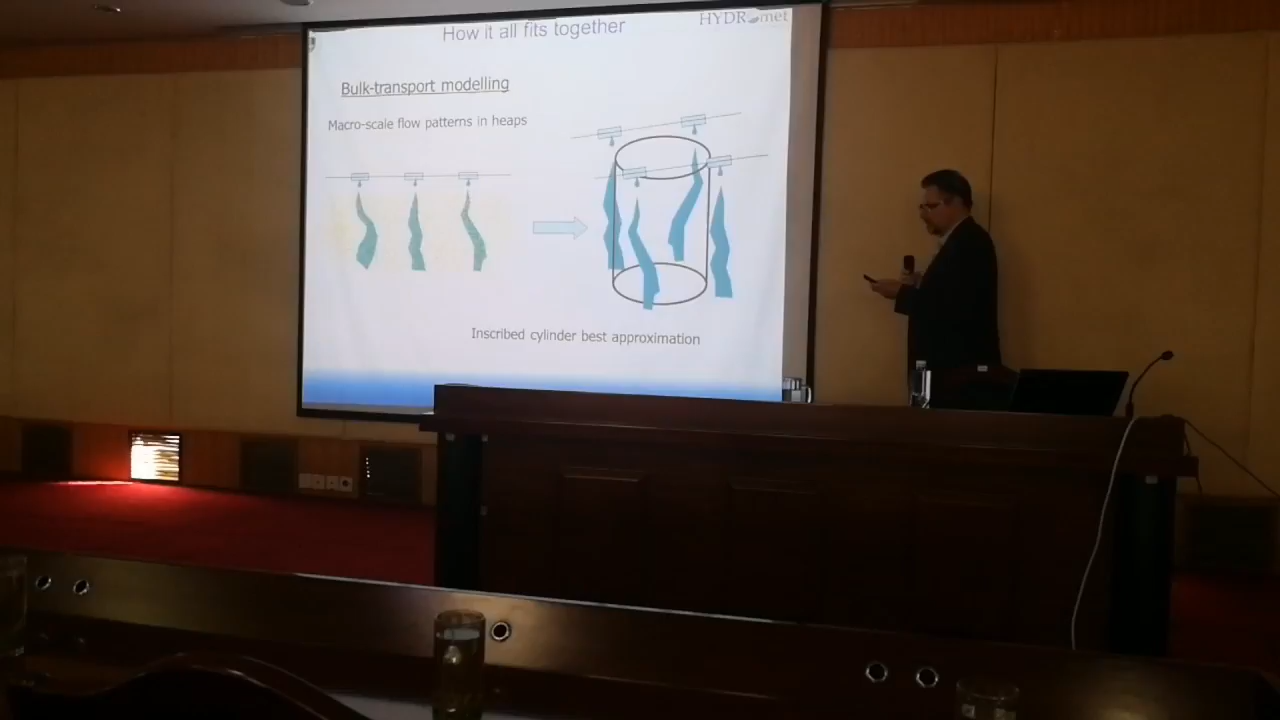 How it all fits together
HYDROmet
Bulk-transport modelling
Macro-scale flow patterns in heaps
Inscribed cylinder best approximation